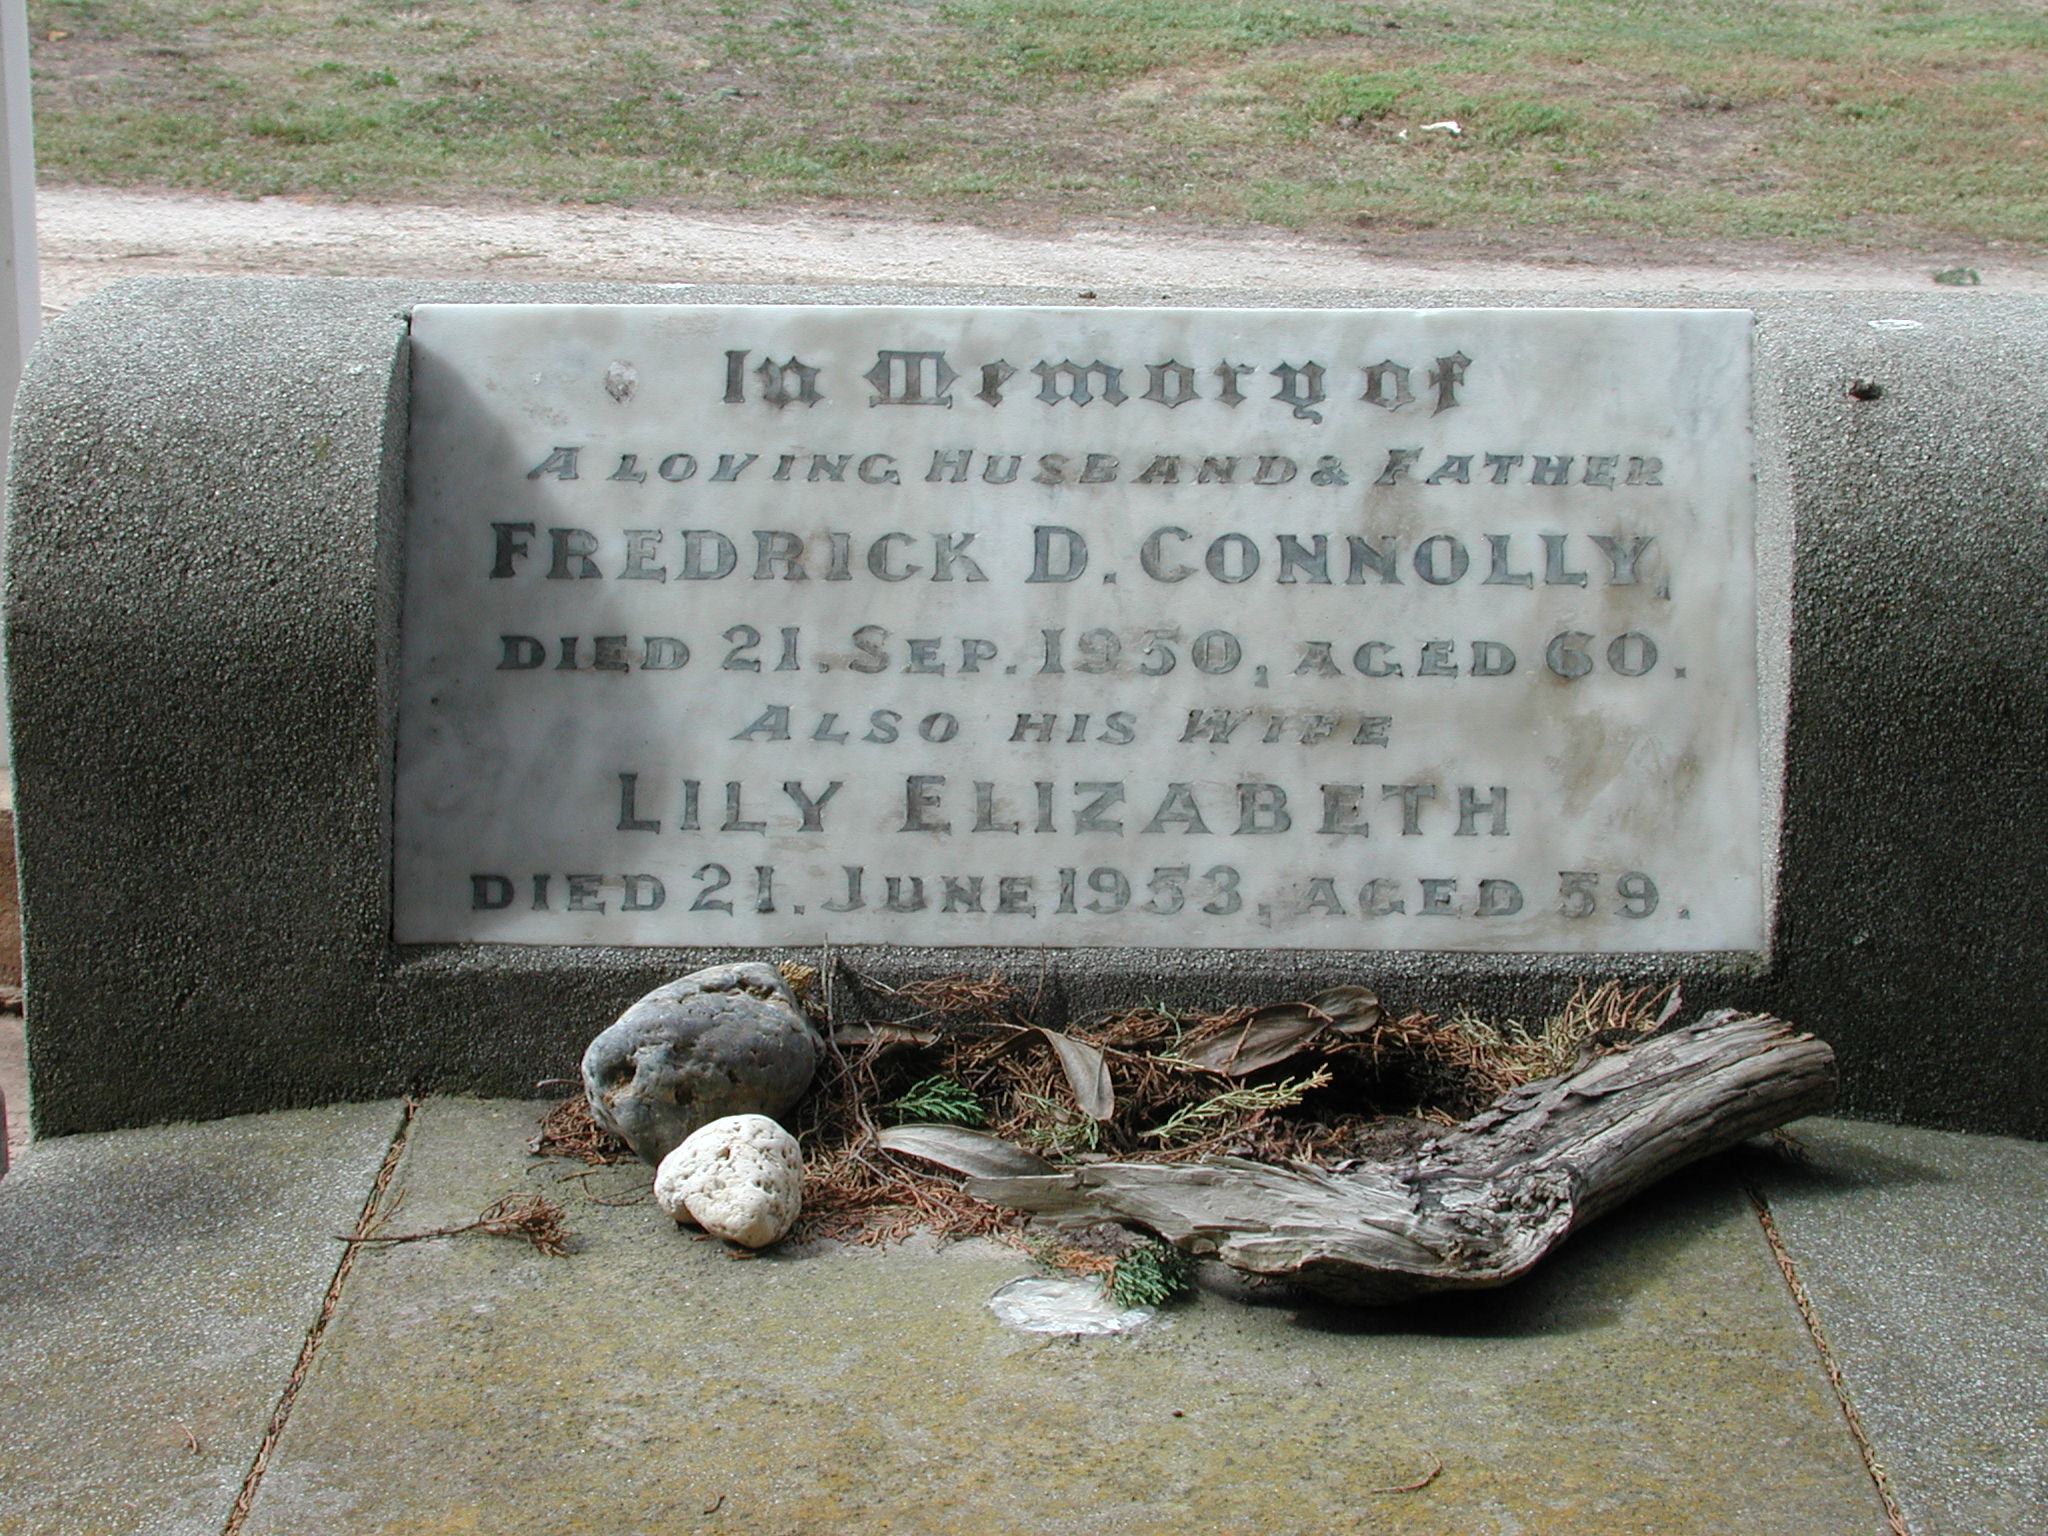 In Memory of
A LOVING HUSBAND & FATHER
FREDRICK D. CONNOLLY,
DIED 21. SEP. 1950, AGED 60.
ALSO HIS WIFE
LILY ELIZABETH
DIED 21. JUNE 1953, AGED 59.